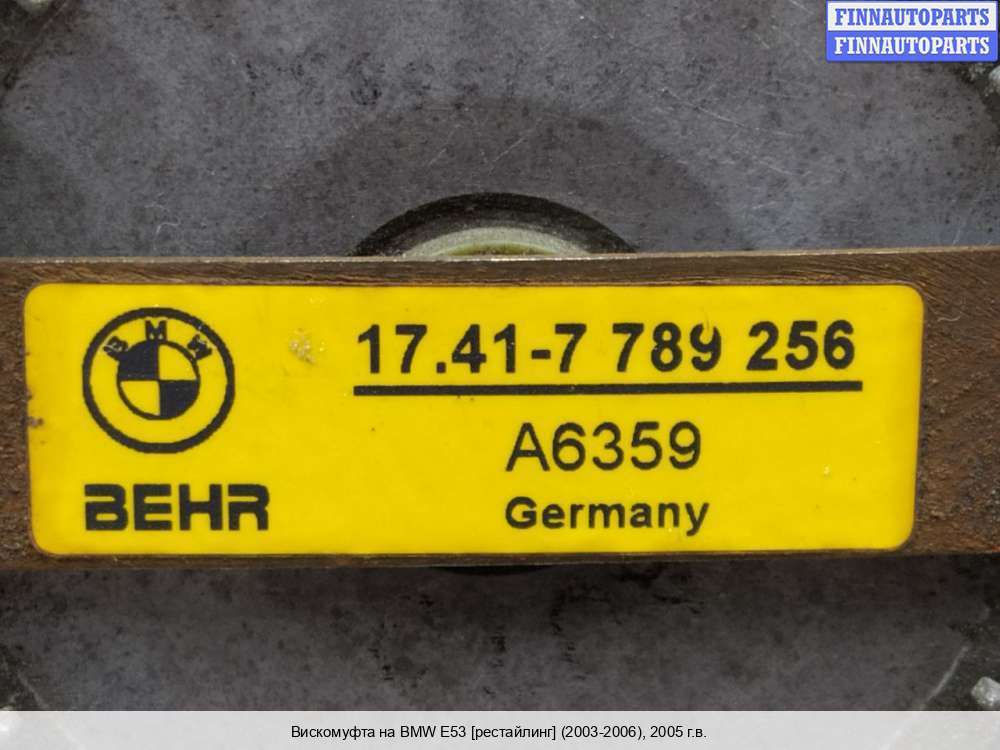 FINNAUTOPARTS
FINNAUTOPARTS
BMW
17.41-7 789 256
A6359
BEHR
Germany
Вискомуфта на BMW E53 [рестайлинг] (2003-2006), 2005 г.в.